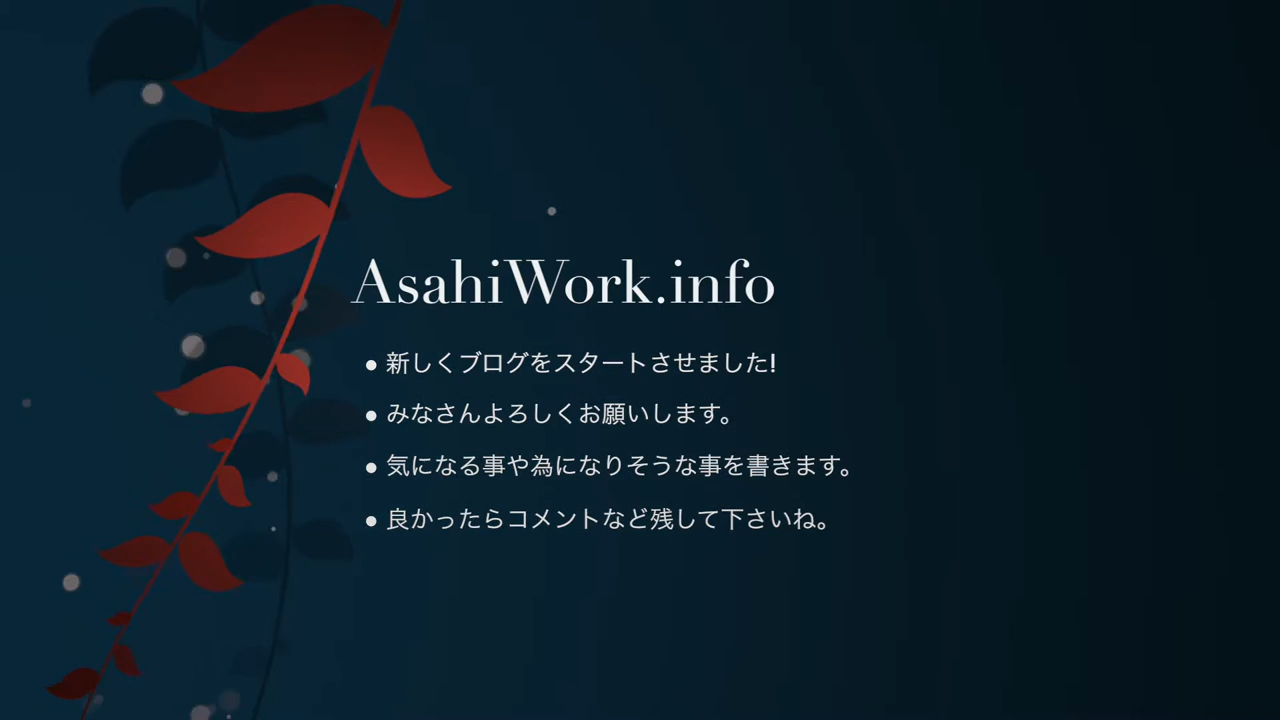 AsahiWork.info
• 新しくブログをスタートさせました!
• みなさんよろしくお願いします。
• 気になる事や為になりそうな事を書きます。
• 良かったらコメントなど残して下さいね。